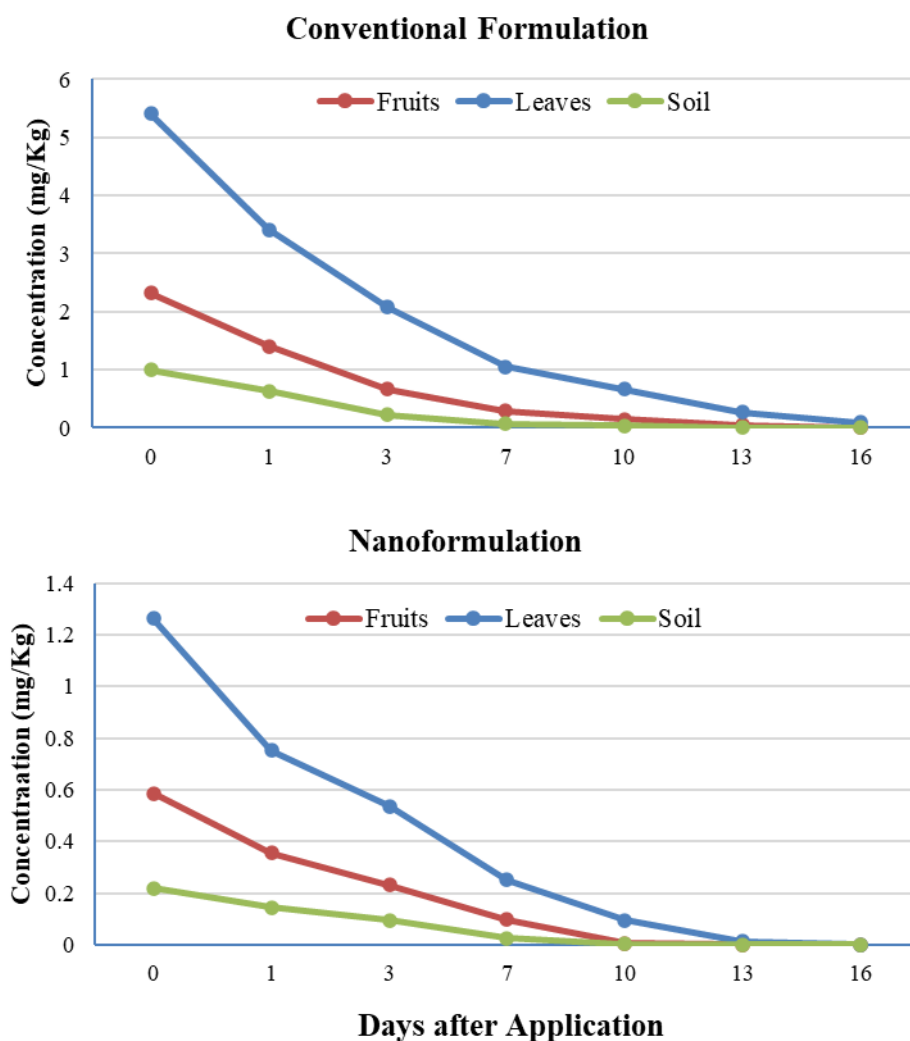 Conventional Formulation
Concentration (mg/Kg)
6
5
4
3
2
1
0
Fruits Leaves Soil
0 1 3 7 10 13 16
Nanoformulation
Concentraation (mg/Kg)
1.4
1.2
1
0.8
0.6
0.4
0.2
0
Fruits Leaves Soil
0 1 3 7 10 13 16
Days after Application